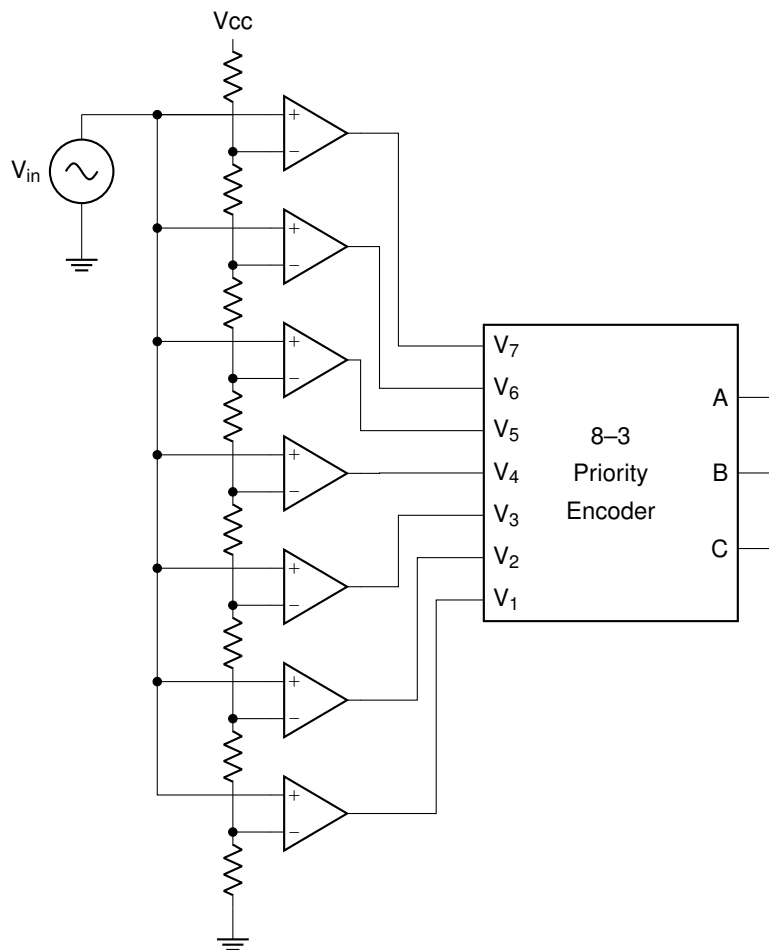 Vcc
+
−
Vin
+
−
+
−
V7
V6
A
V5
8–3
+
−
V4
Priority
B
V3
Encoder
V2
C
+
−
V1
+
−
+
−